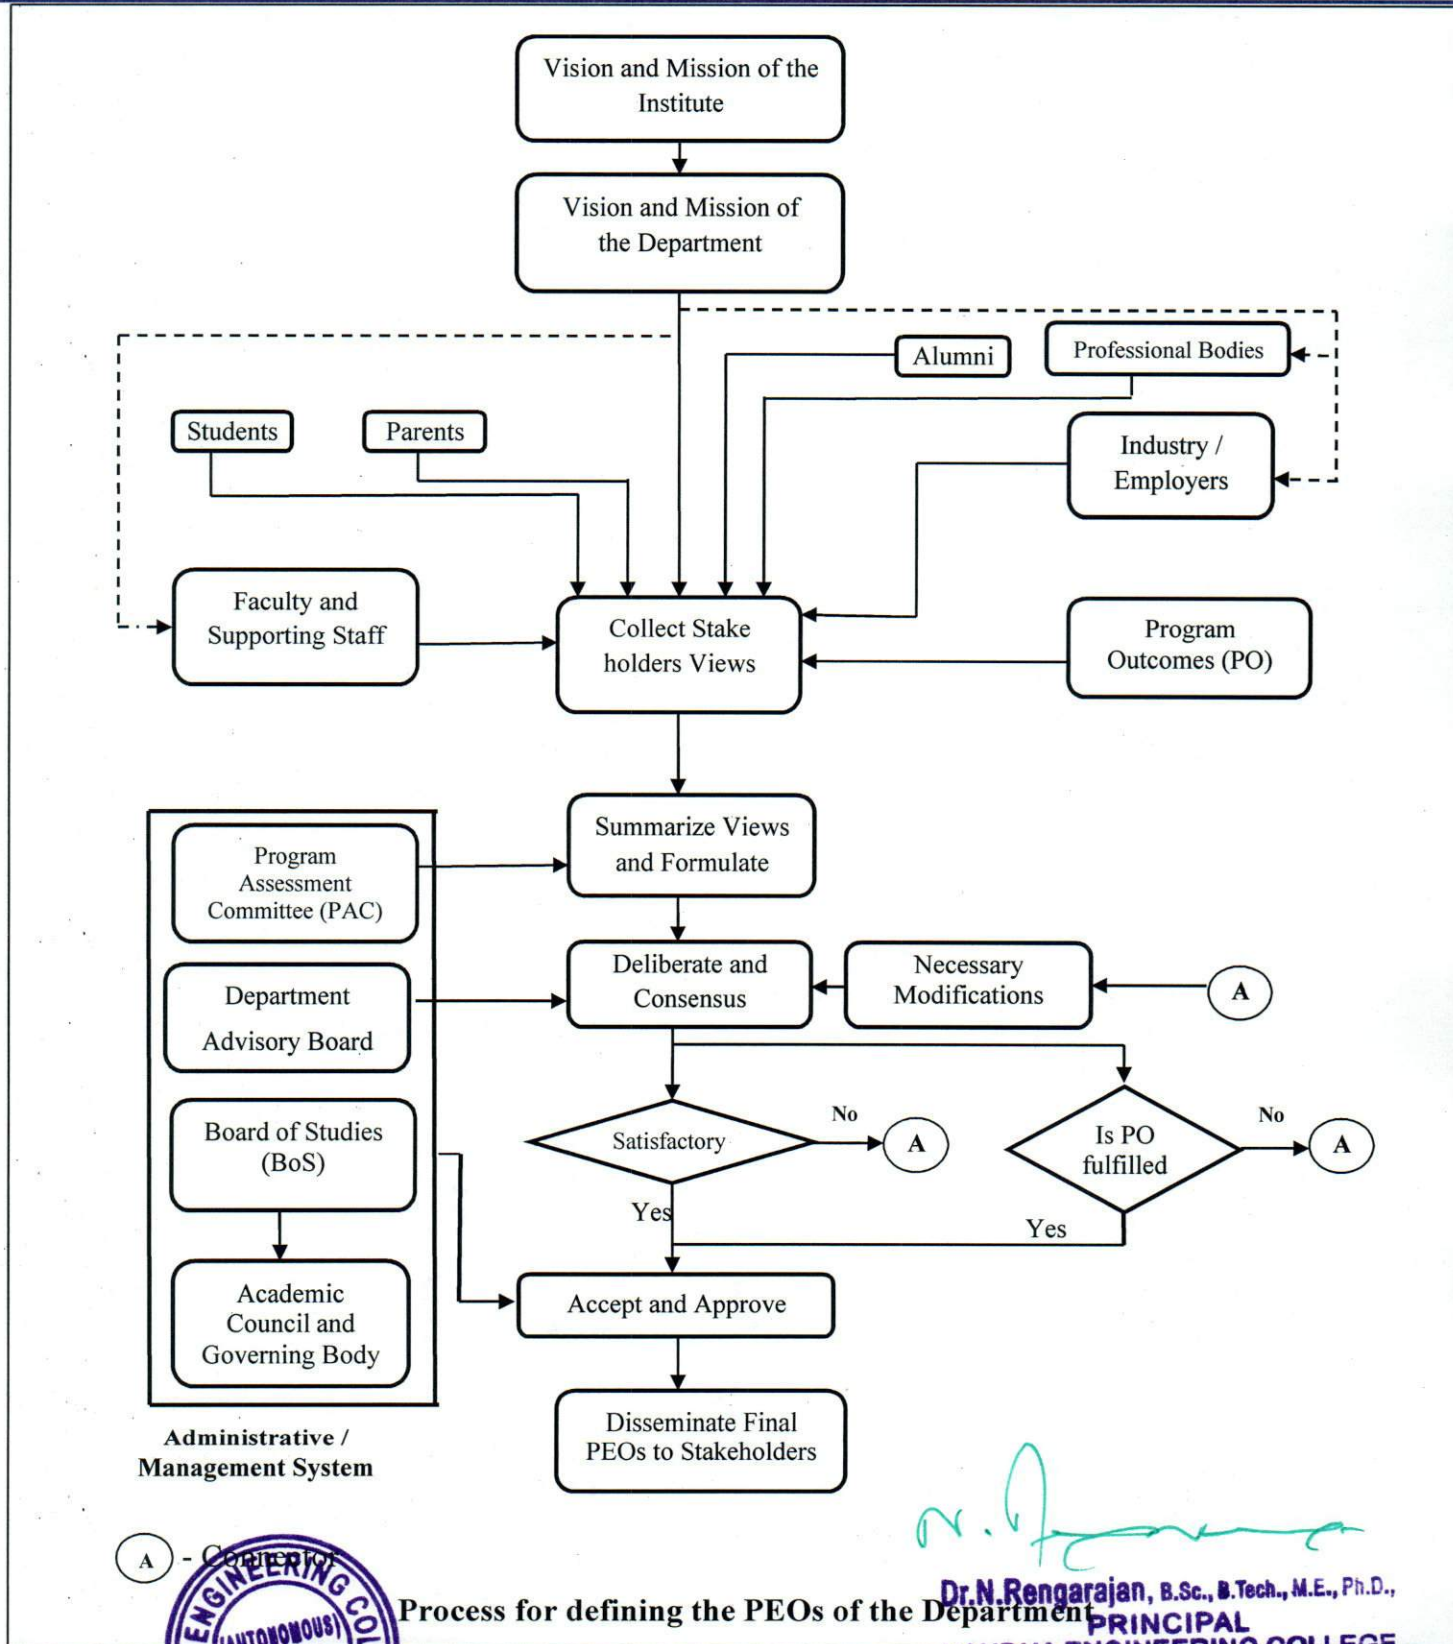 Vision and Mission of the
Institute
Vision and Mission of
the Department
Alumni
Professional Bodies
Students
Parents
Industry /
Employers
Faculty and
Supporting Staff
Collect Stake
holders Views
Program
Outcomes (PO)
Summarize Views
and Formulate
Program
Assessment
Committee (PAC)
Deliberate and
Consensus
Necessary
Modifications
A
Department
Advisory Board
Satisfactory
No
A
Is PO
fulfilled
No
A
Board of Studies
(BoS)
Yes
Yes
Academic
Council and
Governing Body
Accept and Approve
Disseminate Final
PEOs to Stakeholders
Administrative /
Management System
A - Connector
ENGINEERING COL
(AUTONOMOUS)
Dr.N.Rengarajan, B.Sc., B.Tech., M.E., Ph.D.,
Process for defining the PEOs of the Department
PRINCIPAL
ENGINEERING COLLEGE